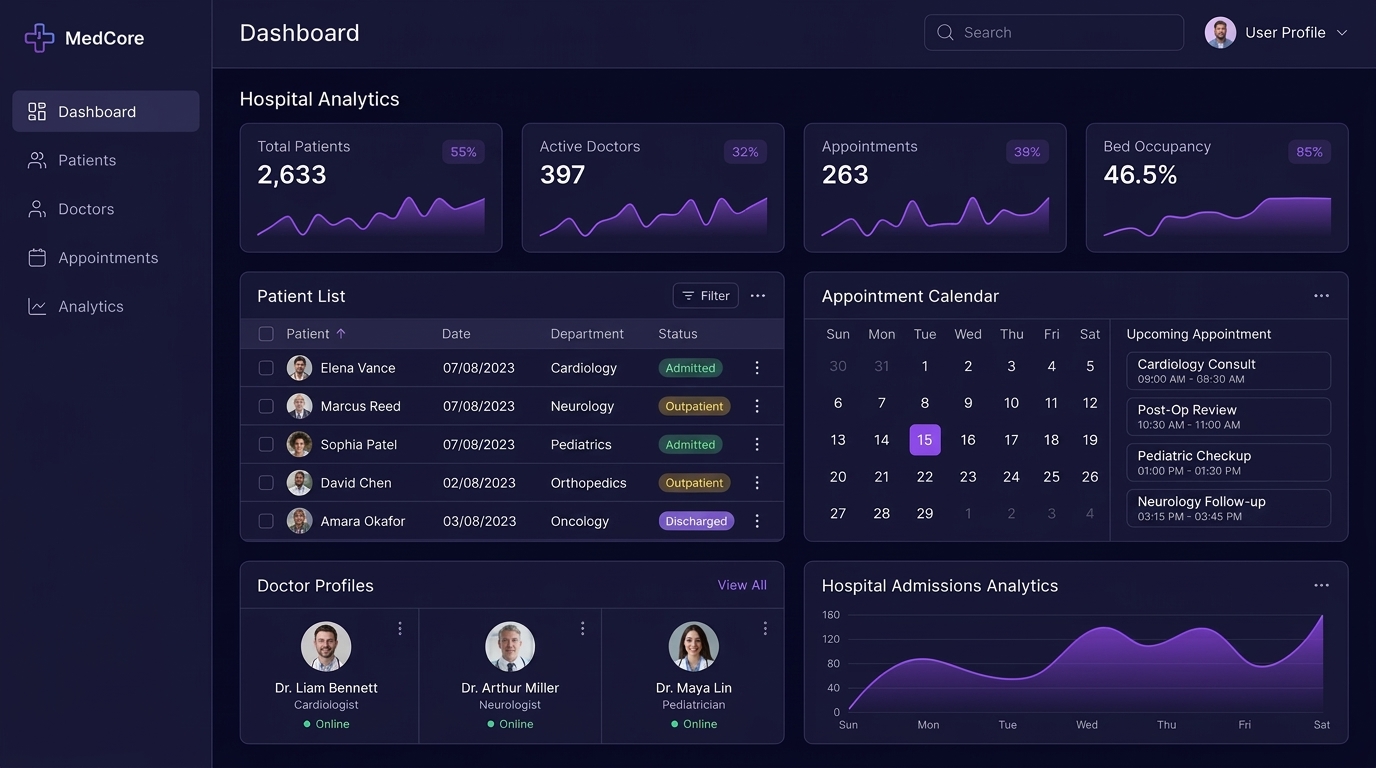 MedCore
Dashboard
Patients
Doctors
Appointments
Analytics
Dashboard
Search
User Profile
Hospital Analytics
Total Patients
55%
2,633
Active Doctors
32%
397
Appointments
39%
263
Bed Occupancy
85%
46.5%
Patient List
Filter
Patient Date Department Status
Elena Vance 07/08/2023 Cardiology Admitted
Marcus Reed 07/08/2023 Neurology Outpatient
Sophia Patel 07/08/2023 Pediatrics Admitted
David Chen 02/08/2023 Orthopedics Outpatient
Amara Okafor 03/08/2023 Oncology Discharged
Appointment Calendar
Sun Mon Tue Wed Thu Fri Sat
30 31 1 2 3 4 5
6 7 8 9 10 11 12
13 14 15 16 17 18 19
20 21 22 23 24 25 26
27 28 29 1 2 3 4
Upcoming Appointment
Cardiology Consult
09:00 AM - 08:30 AM
Post-Op Review
10:30 AM - 11:00 AM
Pediatric Checkup
01:00 PM - 01:30 PM
Neurology Follow-up
03:15 PM - 03:45 PM
Doctor Profiles
View All
Dr. Liam Bennett
Cardiologist
Online
Dr. Arthur Miller
Neurologist
Online
Dr. Maya Lin
Pediatrician
Online
Hospital Admissions Analytics
160
120
80
40
0
Sun Mon Tue Wed Thu Fri Sat